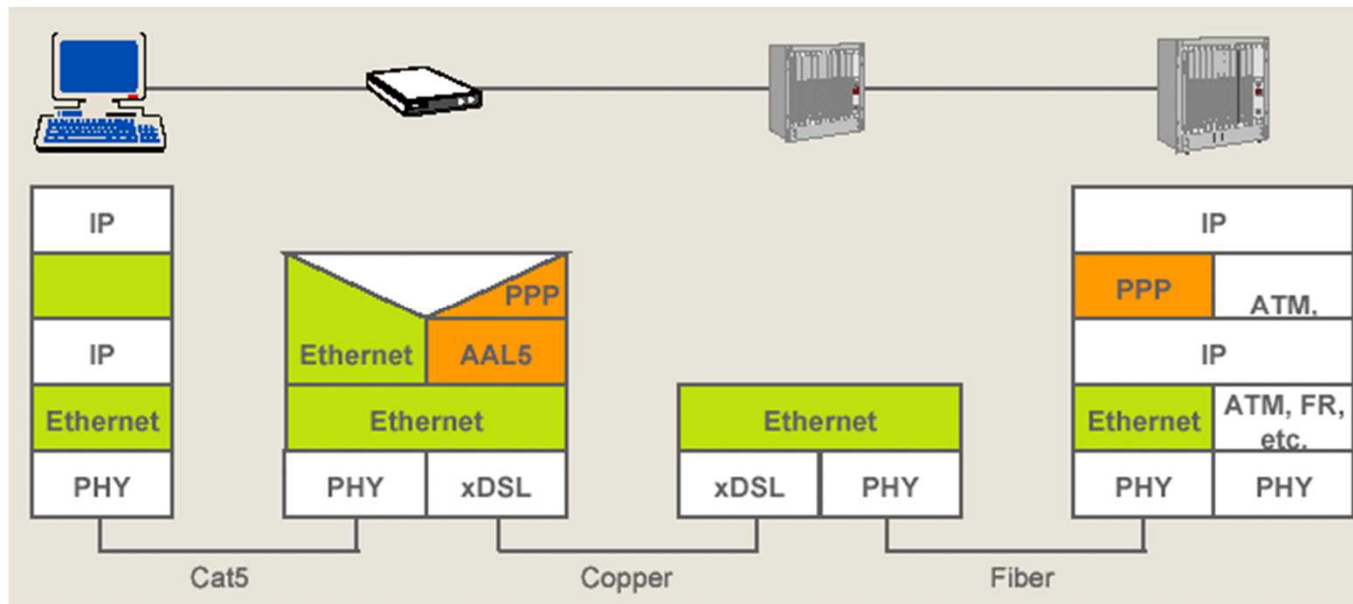 IP
IP
Ethernet
PHY
PPP
Ethernet
AAL5
Ethernet
PHY
xDSL
Ethernet
xDSL
PHY
IP
PPP
ATM,
IP
Ethernet
ATM, FR,
etc.
PHY
PHY
Cat5
Copper
Fiber